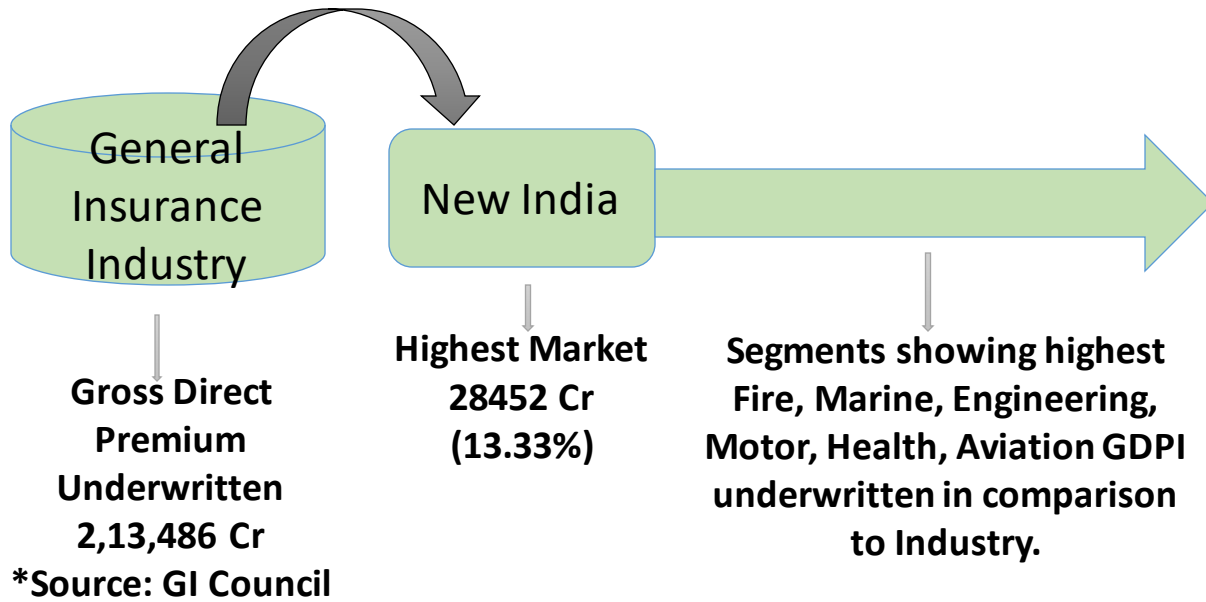 General
Insurance
Industry
New India
Gross Direct
Premium
Underwritten
2,13,486 Cr
*Source: GI Council
Highest Market
28452 Cr
(13.33%)
Segments showing highest
Fire, Marine, Engineering,
Motor, Health, Aviation GDPI
underwritten in comparison
to Industry.